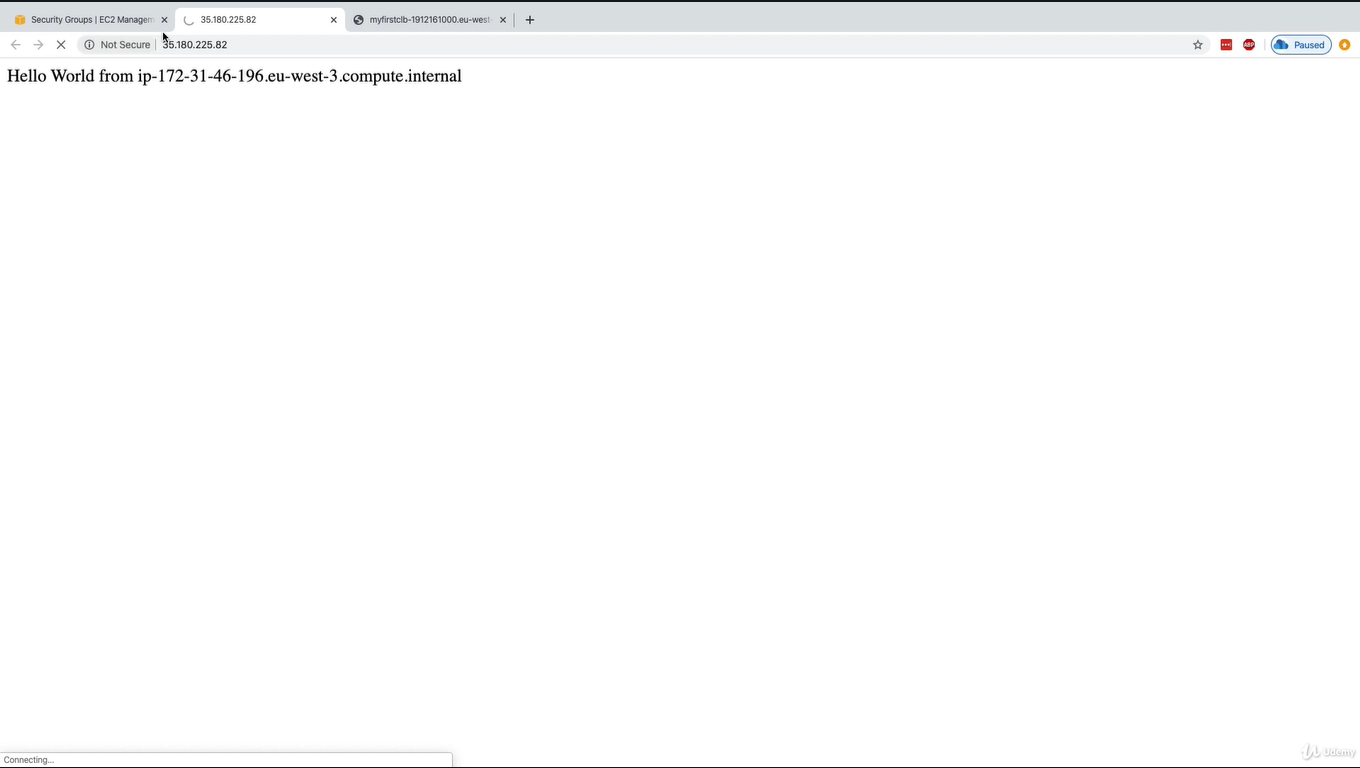 Security Groups | EC2 Managem
35.180.225.82
myfirstclb-1912161000.eu-west-
Not Secure
35.180.225.82
ABP
Paused
Hello World from ip-172-31-46-196.eu-west-3.compute.internal
Connecting...
Udemy